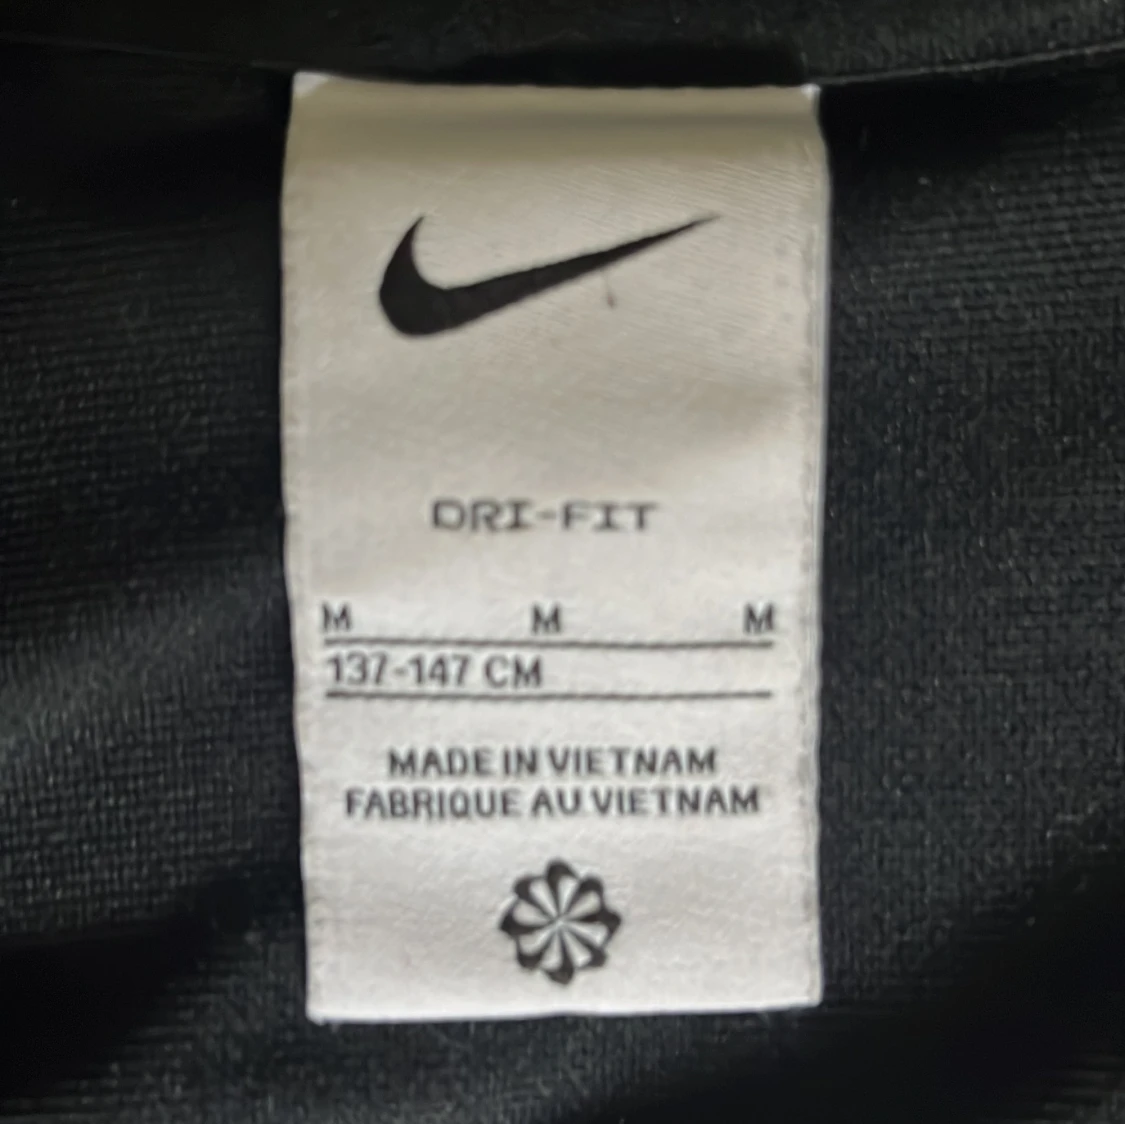 DRI-FIT
M M M
137-147 CM
MADE IN VIETNAM
FABRIQUE AU VIETNAM